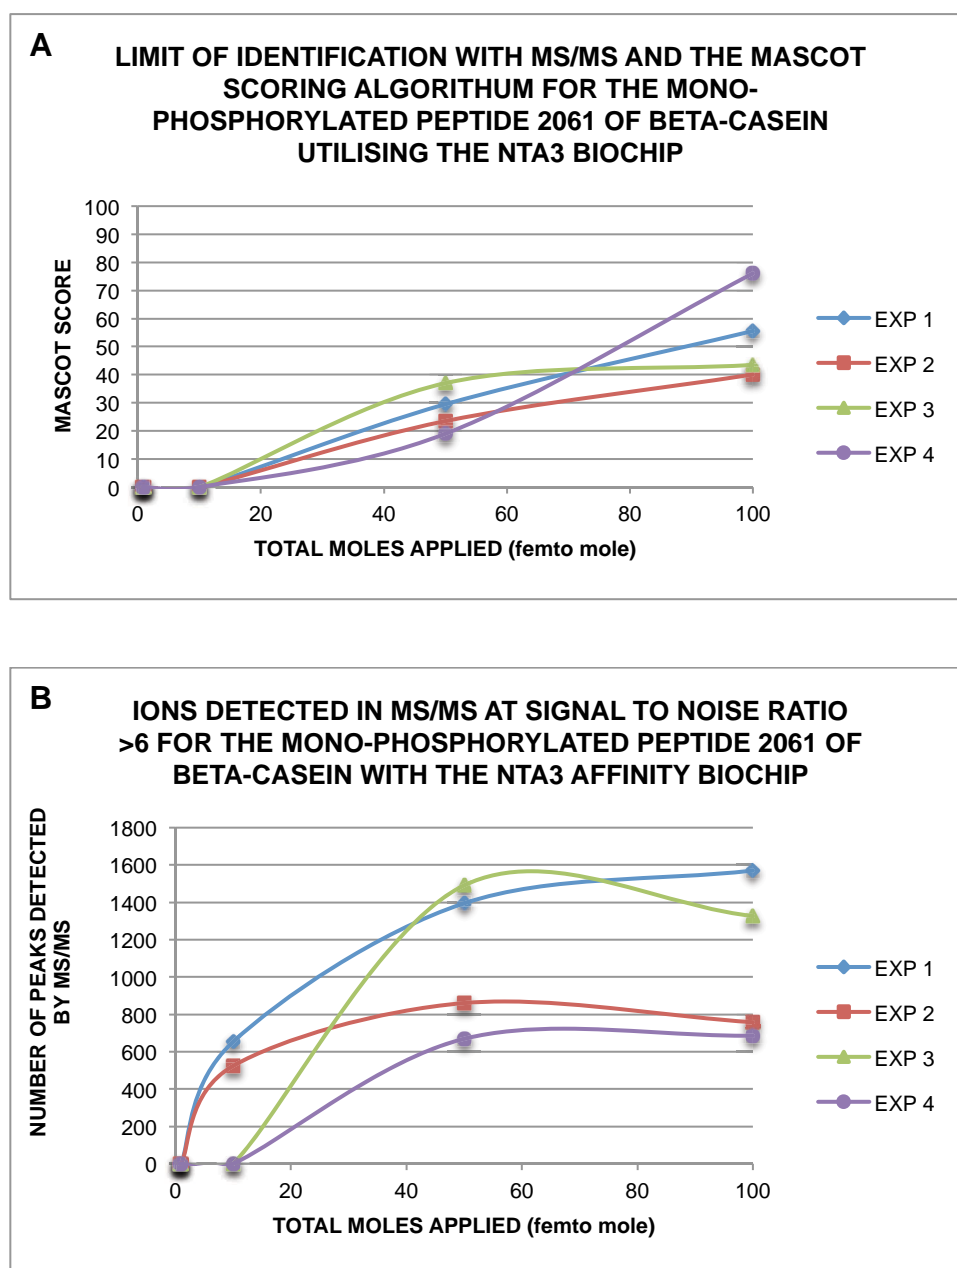 A
LIMIT OF IDENTIFICATION WITH MS/MS AND THE MASCOT
SCORING ALGORITHUM FOR THE MONO-
PHOSPHORYLATED PEPTIDE 2061 OF BETA-CASEIN
UTILISING THE NTA3 BIOCHIP
MASCOT SCORE
100
90
80
70
60
50
40
30
20
10
0
0 20 40 60 80 100
TOTAL MOLES APPLIED (femto mole)
EXP 1
EXP 2
EXP 3
EXP 4
B
IONS DETECTED IN MS/MS AT SIGNAL TO NOISE RATIO
>6 FOR THE MONO-PHOSPHORYLATED PEPTIDE 2061 OF
BETA-CASEIN WITH THE NTA3 AFFINITY BIOCHIP
NUMBER OF PEAKS DETECTED
BY MS/MS
1800
1600
1400
1200
1000
800
600
400
200
0
0 20 40 60 80 100
TOTAL MOLES APPLIED (femto mole)
EXP 1
EXP 2
EXP 3
EXP 4